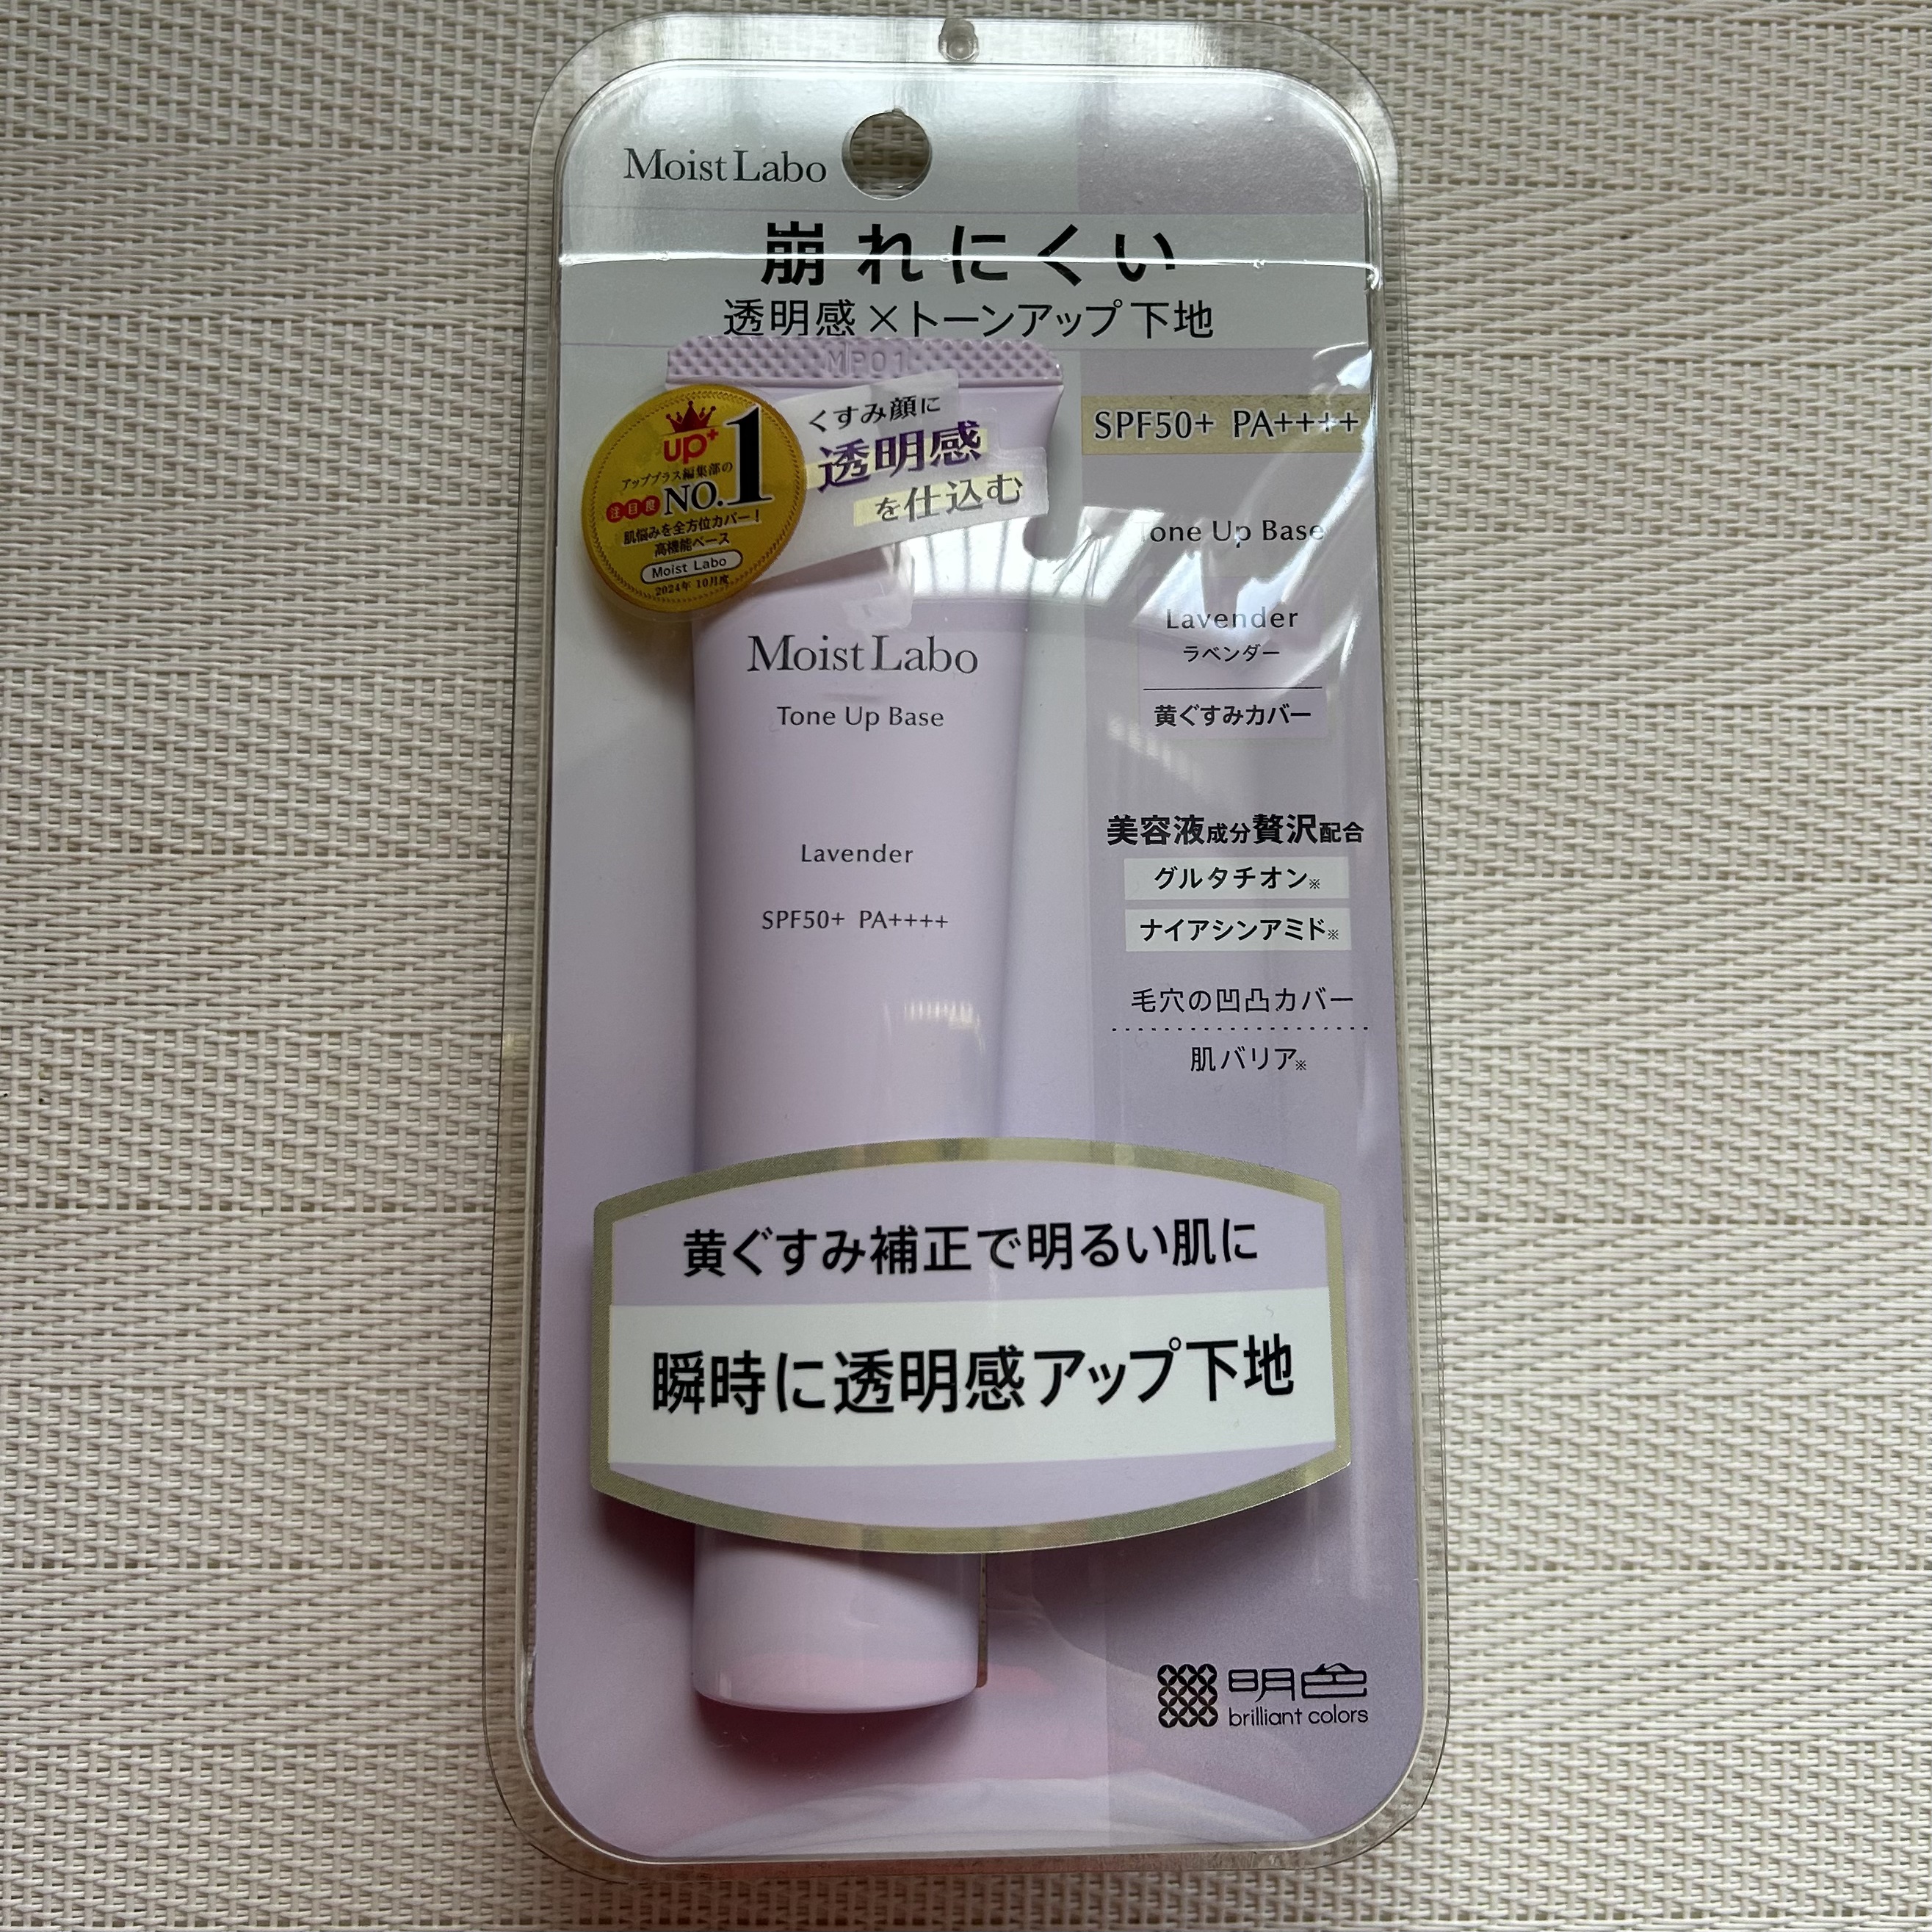 Moist Labo
崩れにくい
透明感×トーンアップ下地
MP01
up+
アッププラス編集部の
注目度 NO.1
肌悩みを全方位カバー!
高機能ベース
Moist Labo
2024年 10月度
くすみ顔に
透明感
を仕込む
Moist Labo
Tone Up Base
Lavender
SPF50+ PA++++
SPF50+ PA++++
Tone Up Base
Lavender
ラベンダー
黄ぐすみカバー
美容液成分贅沢配合
グルタチオン※
ナイアシンアミド※
毛穴の凹凸カバー
肌バリア※
黄ぐすみ補正で明るい肌に
瞬時に透明感アップ下地
明色
brilliant colors